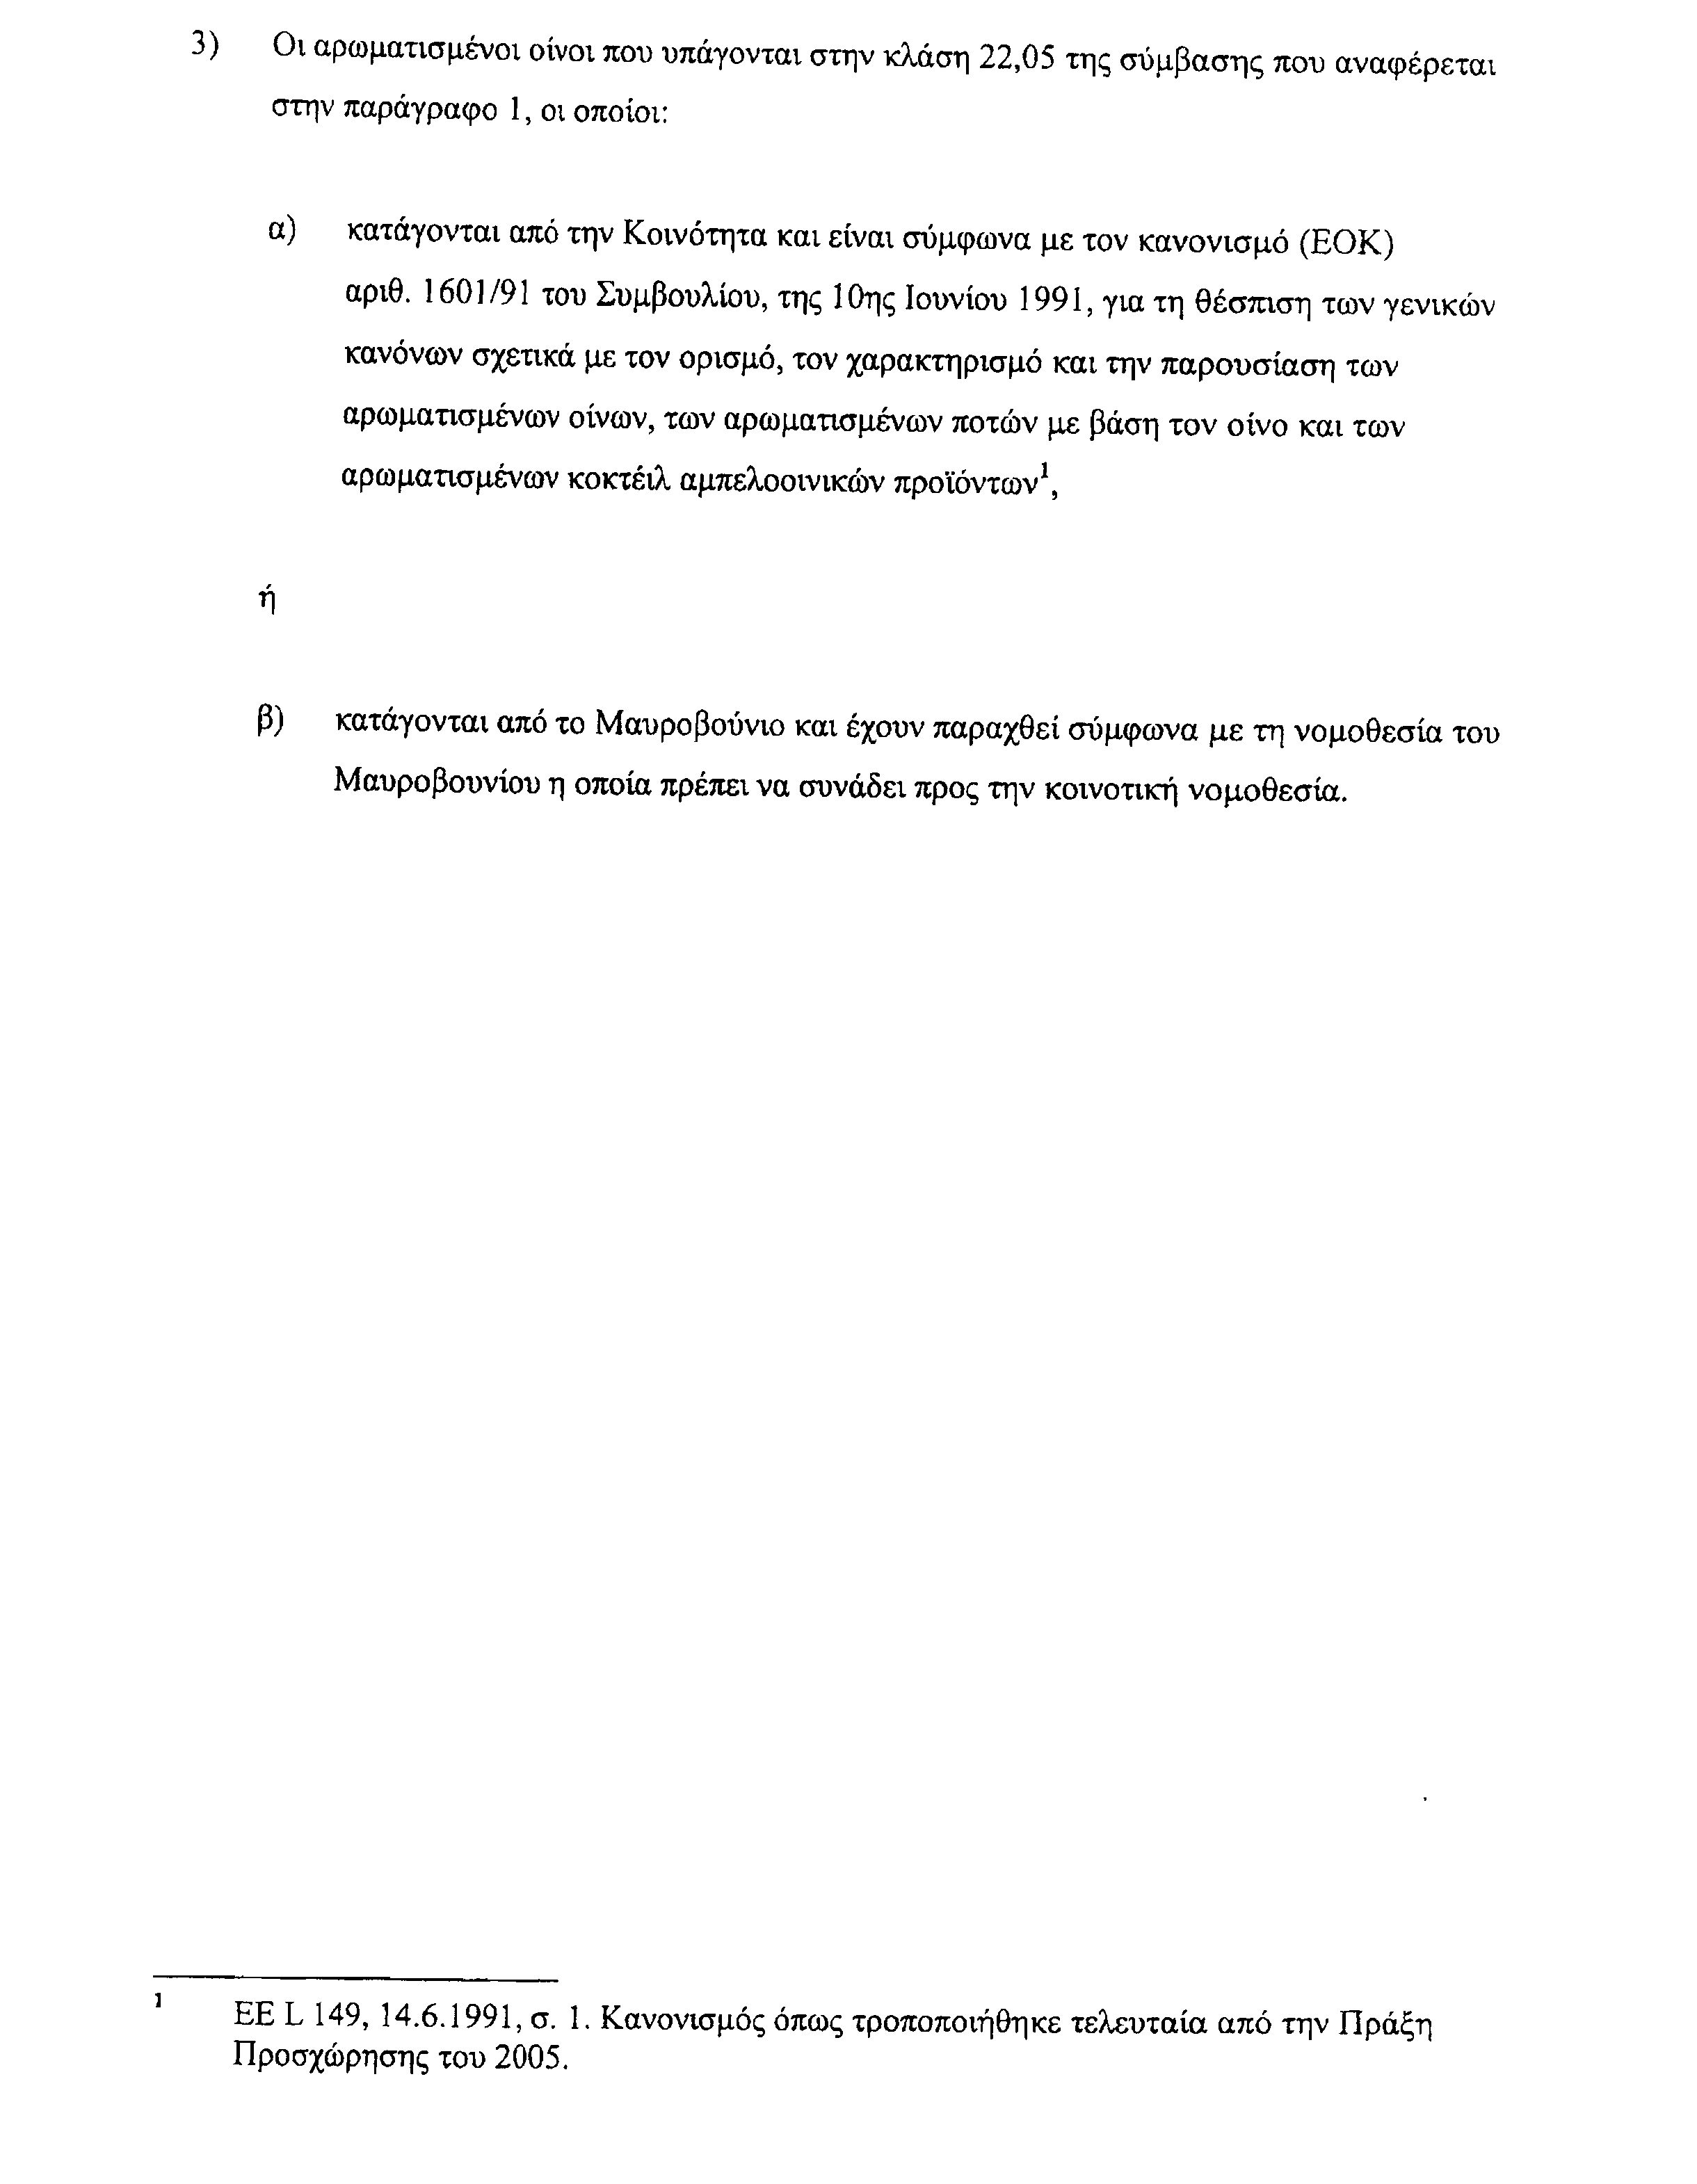 3) Οι αρωματισμένοι οίνοι που υπάγονται στην κλάση 22,05 της σύμβασης που αναφέρεται
στην παράγραφο 1, οι οποίοι:
α) κατάγονται από την Κοινότητα και είναι σύμφωνα με τον κανονισμό (ΕΟΚ)
αριθ. 1601/91 του Συμβουλίου, της 10ης Ιουνίου 1991, για τη θέσπιση των γενικών
κανόνων σχετικά με τον ορισμό, τον χαρακτηρισμό και την παρουσίαση των
αρωματισμένων οίνων, των αρωματισμένων ποτών με βάση τον οίνο και των
αρωματισμένων κοκτέιλ αμπελοοινικών προϊόντων¹,
ή
β) κατάγονται από το Μαυροβούνιο και έχουν παραχθεί σύμφωνα με τη νομοθεσία του
Μαυροβουνίου η οποία πρέπει να συνάδει προς την κοινοτική νομοθεσία.
¹ ΕΕ L 149, 14.6.1991, σ. 1. Κανονισμός όπως τροποποιήθηκε τελευταία από την Πράξη
Προσχώρησης του 2005.